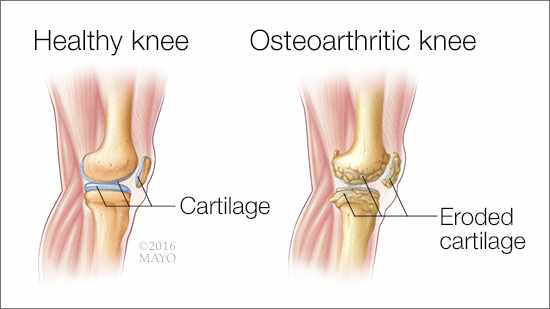 Healthy knee
Osteoarthritic knee
Cartilage
Eroded
cartilage
©2016
MAYO